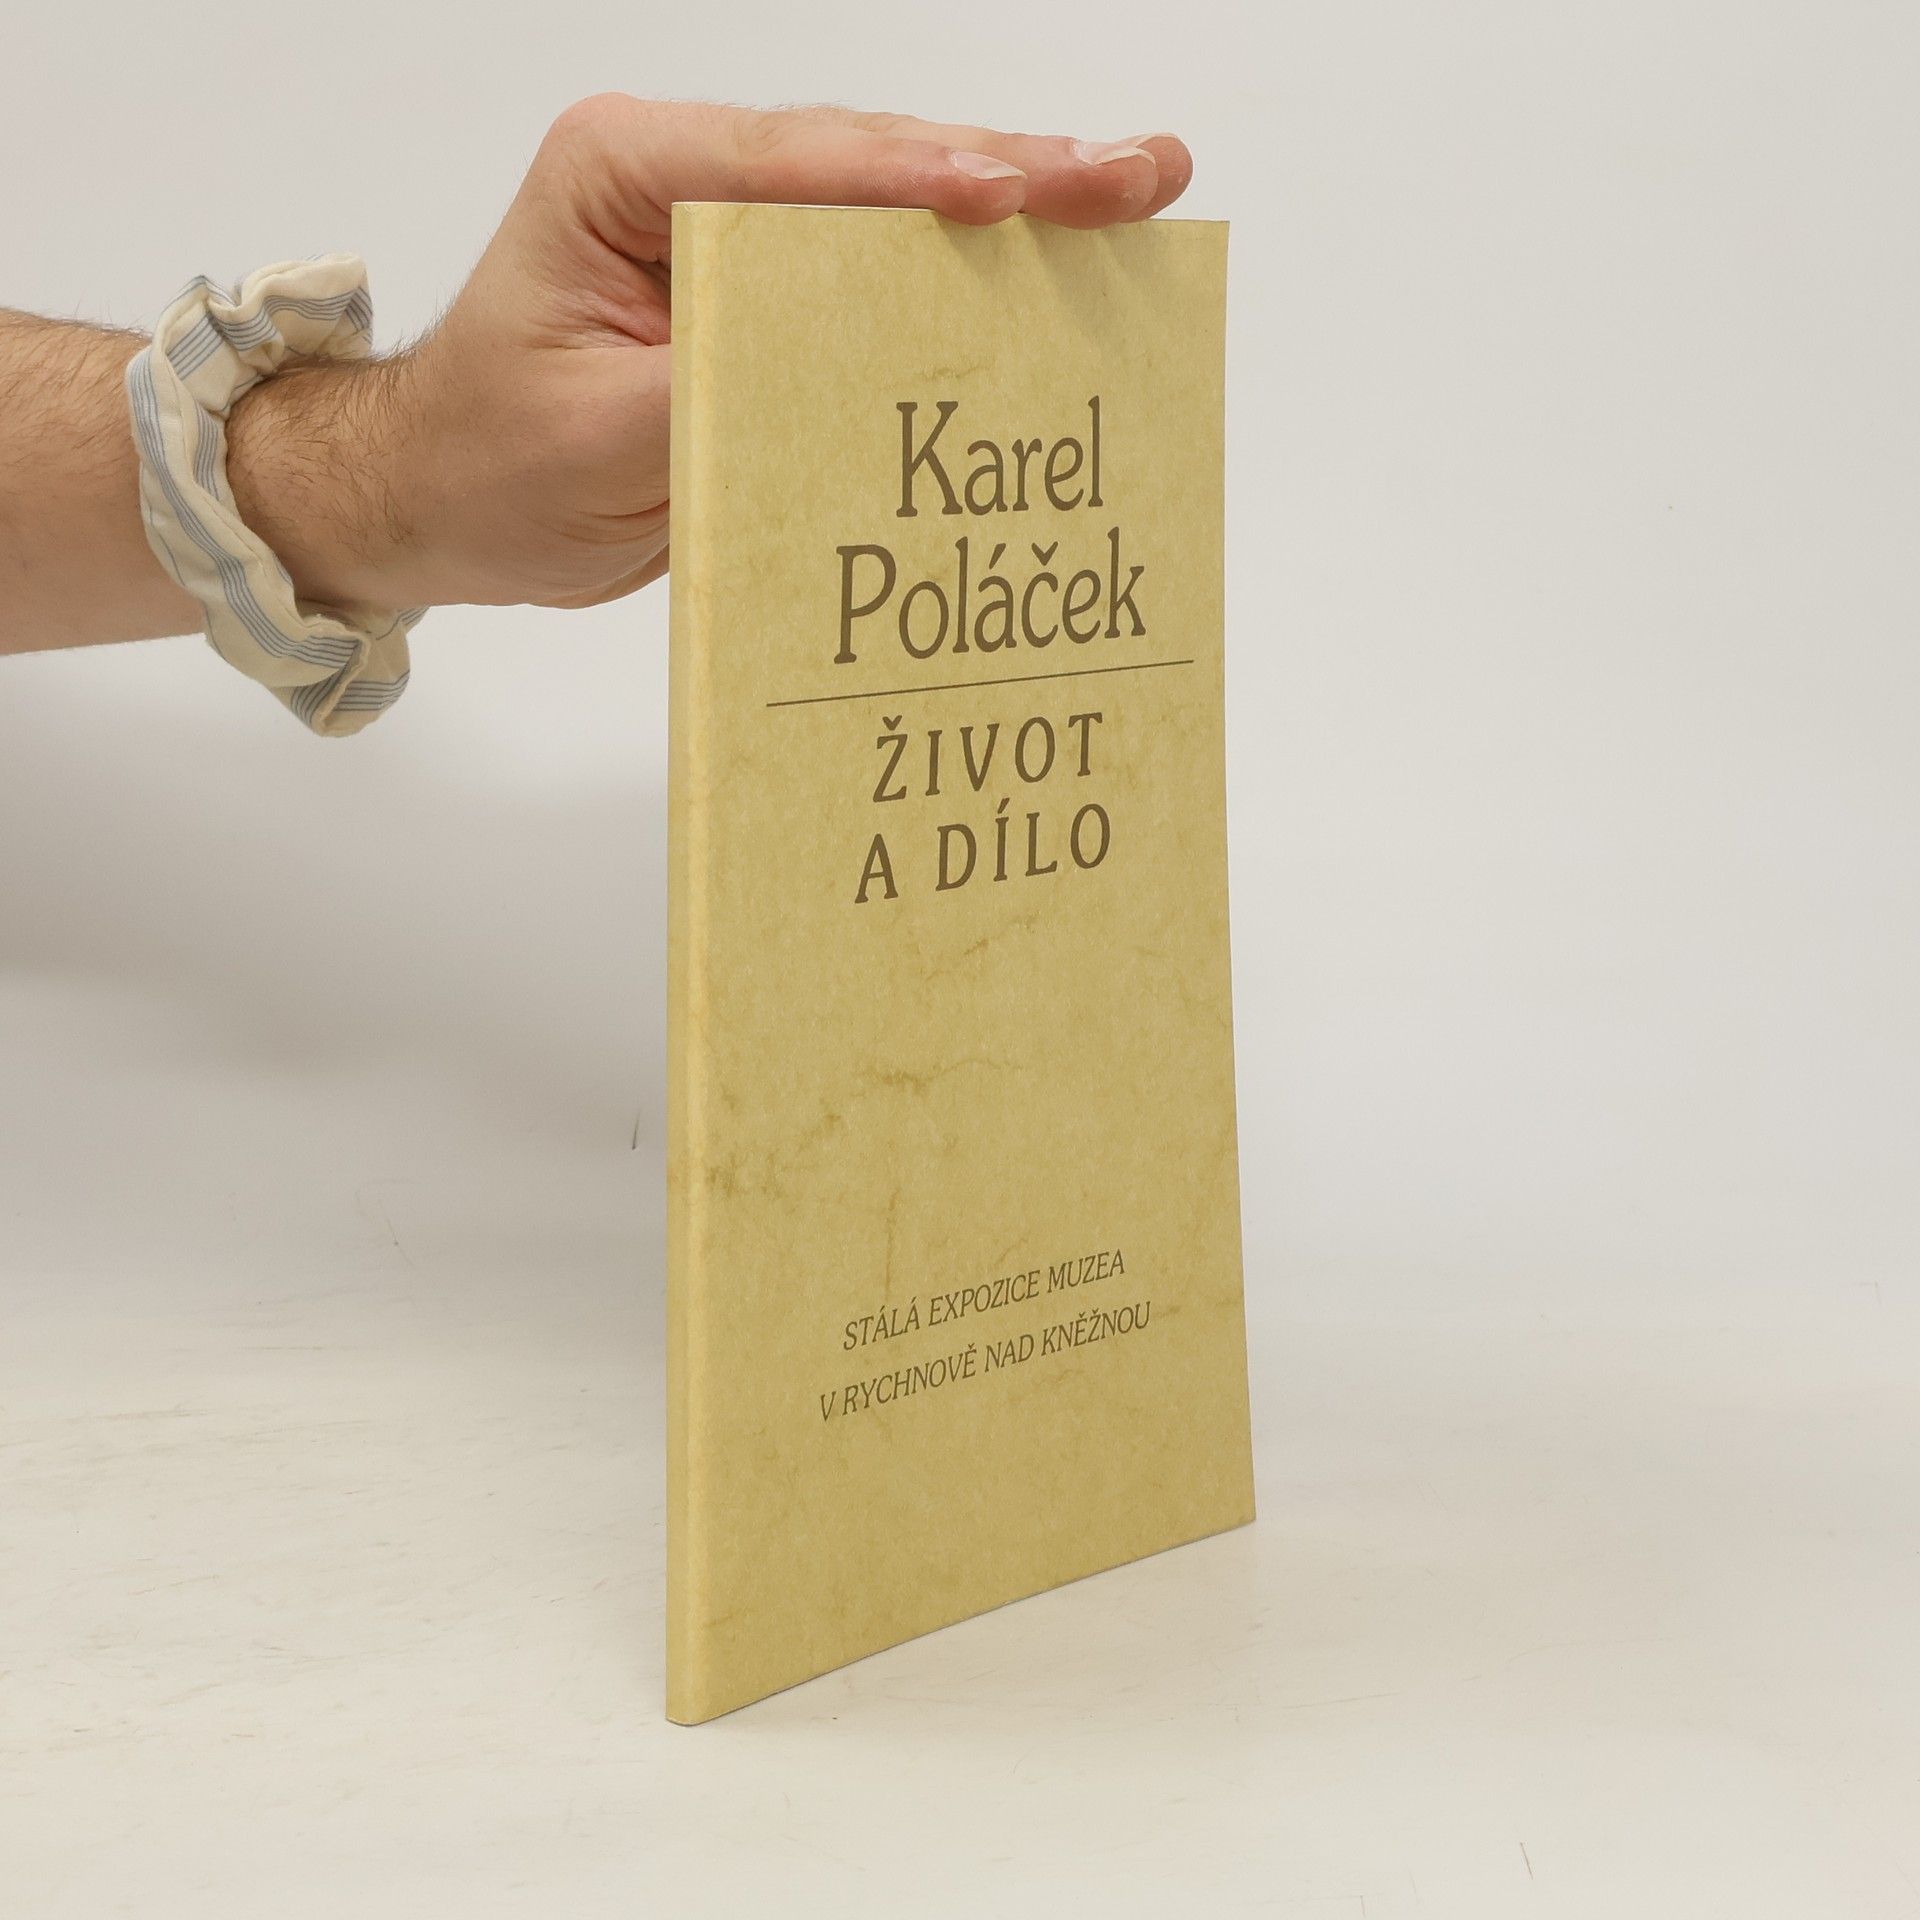 Karel
Poláček
ŽIVOT
A DÍLO
STÁLÁ EXPOZICE MUZEA
V RYCHNOVĚ NAD KNĚŽNOU